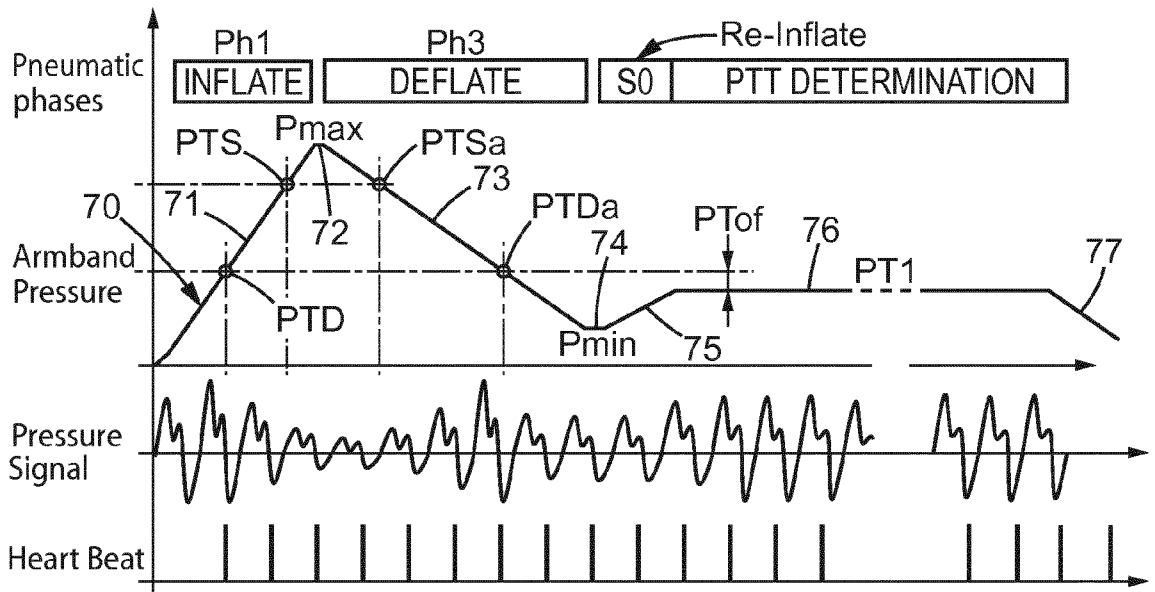 Re-Inflate
Ph1
Ph3
Pneumatic
phases
INFLATE
DEFLATE
S0
PTT DETERMINATION
Pmax
PTS
PTSa
73
70
71
72
PTDa
74
PTof
76
77
Armband
Pressure
PTD
PT1
Pmin
75
Pressure
Signal
Heart Beat